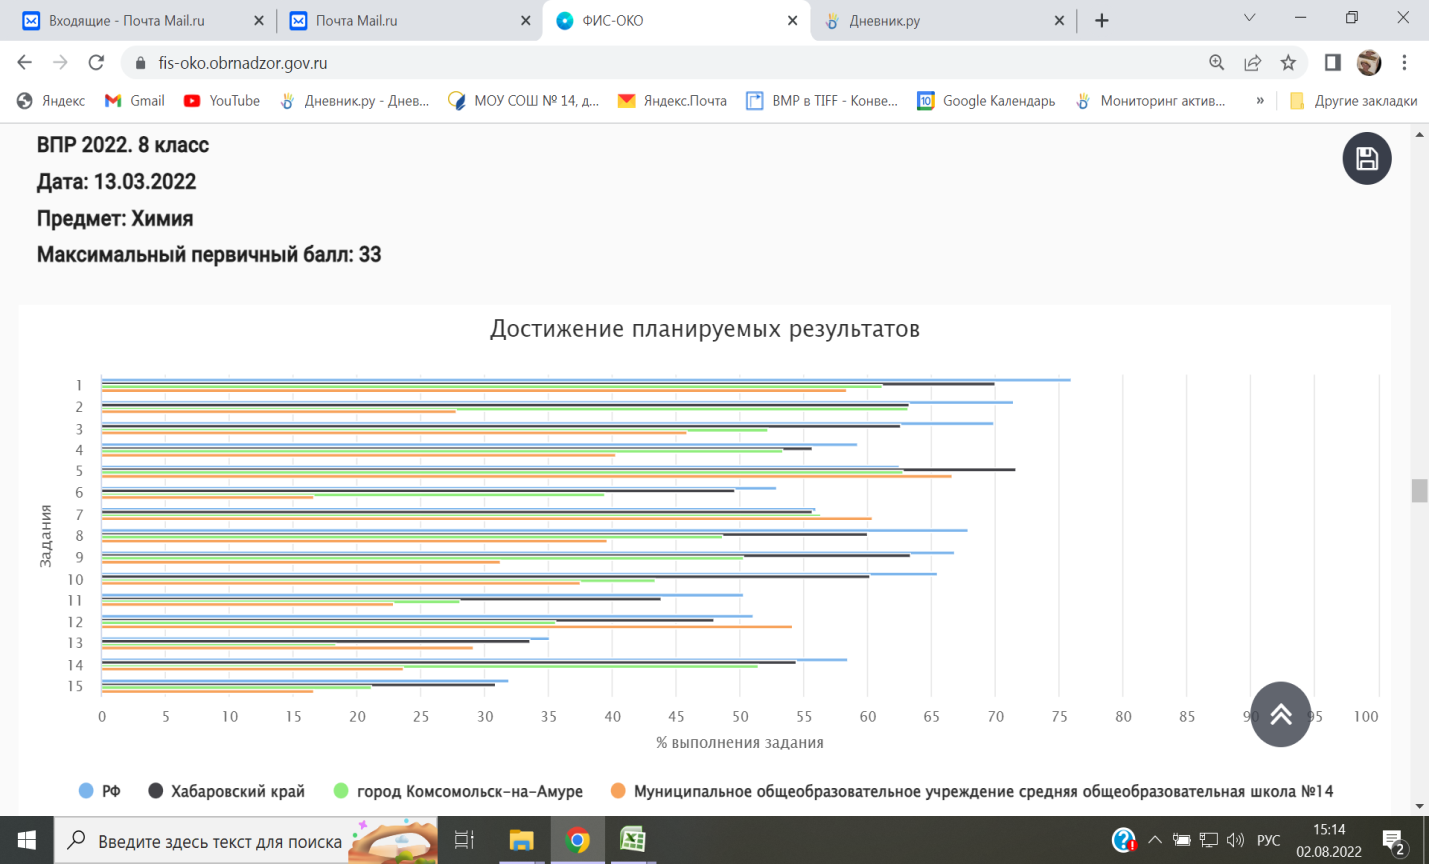 Входящие - Почта Mail.ru
Почта Mail.ru
ФИС-ОКО
Дневник.ру
fis-oko.obrnadzor.gov.ru
Яндекс
Gmail
YouTube
Дневник.ру - Днев...
МОУ СОШ № 14, д...
Яндекс.Почта
BMP в TIFF - Конве...
Google Календарь
Мониторинг актив...
»
Другие закладки
ВПР 2022. 8 класс
Дата: 13.03.2022
Предмет: Химия
Максимальный первичный балл: 33
Достижение планируемых результатов
Задания
1
2
3
4
5
6
7
8
9
10
11
12
13
14
15
0 5 10 15 20 25 30 35 40 45 50 55 60 65 70 75 80 85 90 95 100
% выполнения задания
РФ
Хабаровский край
город Комсомольск-на-Амуре
Муниципальное общеобразовательное учреждение средняя общеобразовательная школа №14
Введите здесь текст для поиска
РУС
15:14
02.08.2022
2